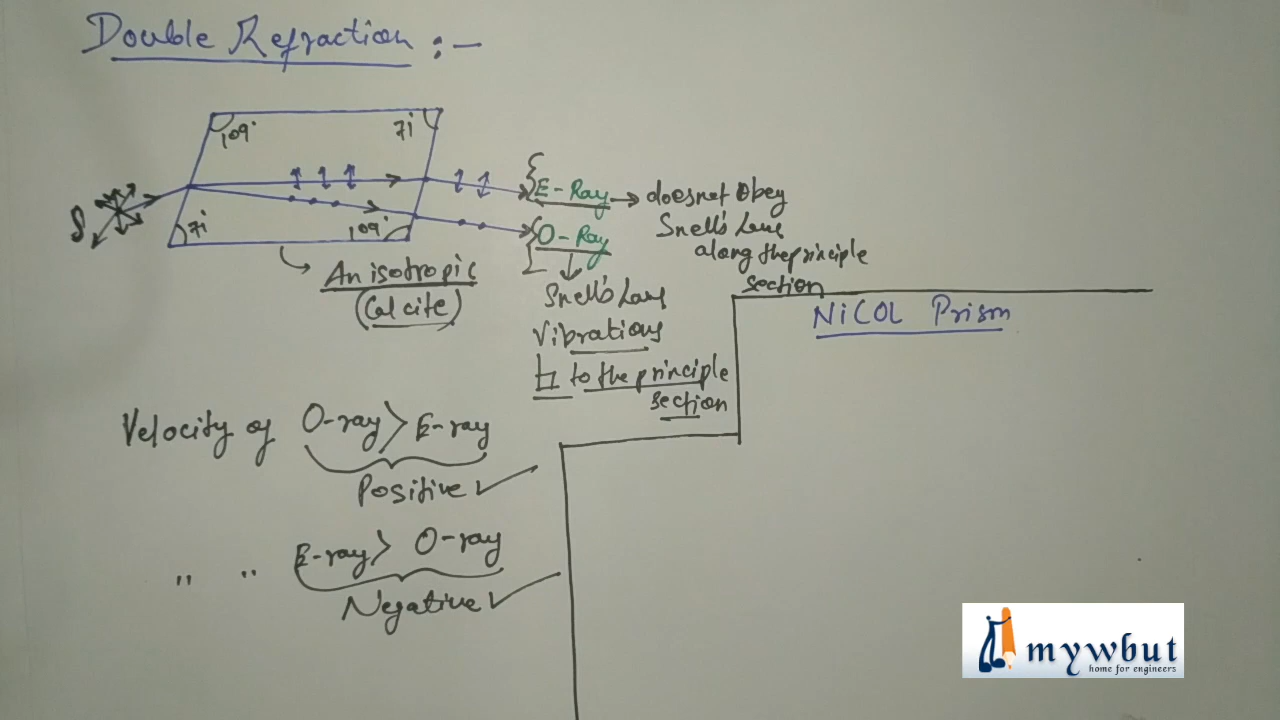 Double Refraction :-
109°
71
71
109°
S
E-Ray → does not Obey
Snell's Law
along the principle
section
O-Ray
Snell's Law
Vibrations
to the principle
section
Anisotropic
(Calcite)
NiCOL Prism
Velocity of O-ray > E-ray
Positive ✓
" " E-ray > O-ray
Negative ✓
mywbut
home for engineers